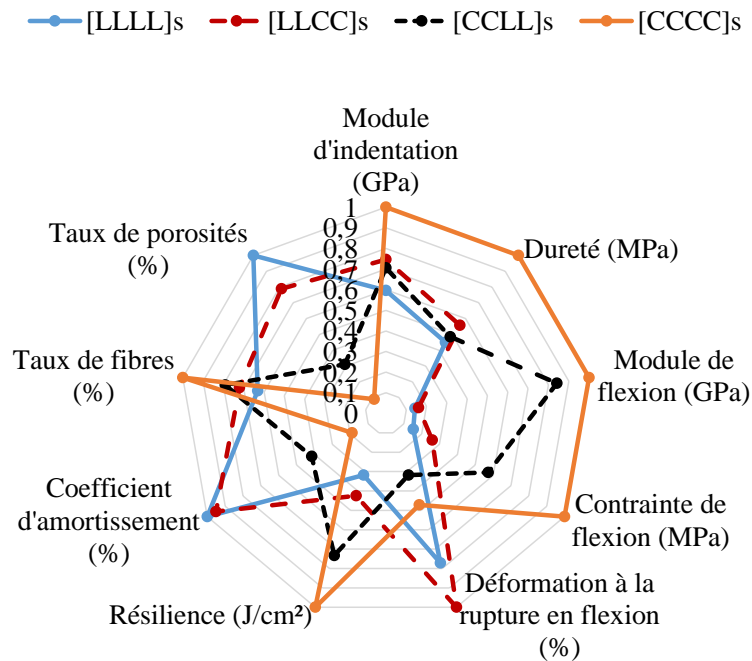 [LLLL]s [LLCC]s [CCLL]s [CCCC]s
Module
d'indentation
(GPa)
Dureté (MPa)
Module de
flexion (GPa)
Contrainte de
flexion (MPa)
Déformation à la
rupture en flexion
(%)
Résilience (J/cm²)
Coefficient
d'amortissement
(%)
Taux de fibres
(%)
Taux de porosités
(%)
1
0,9
0,8
0,7
0,6
0,5
0,4
0,3
0,2
0,1
0